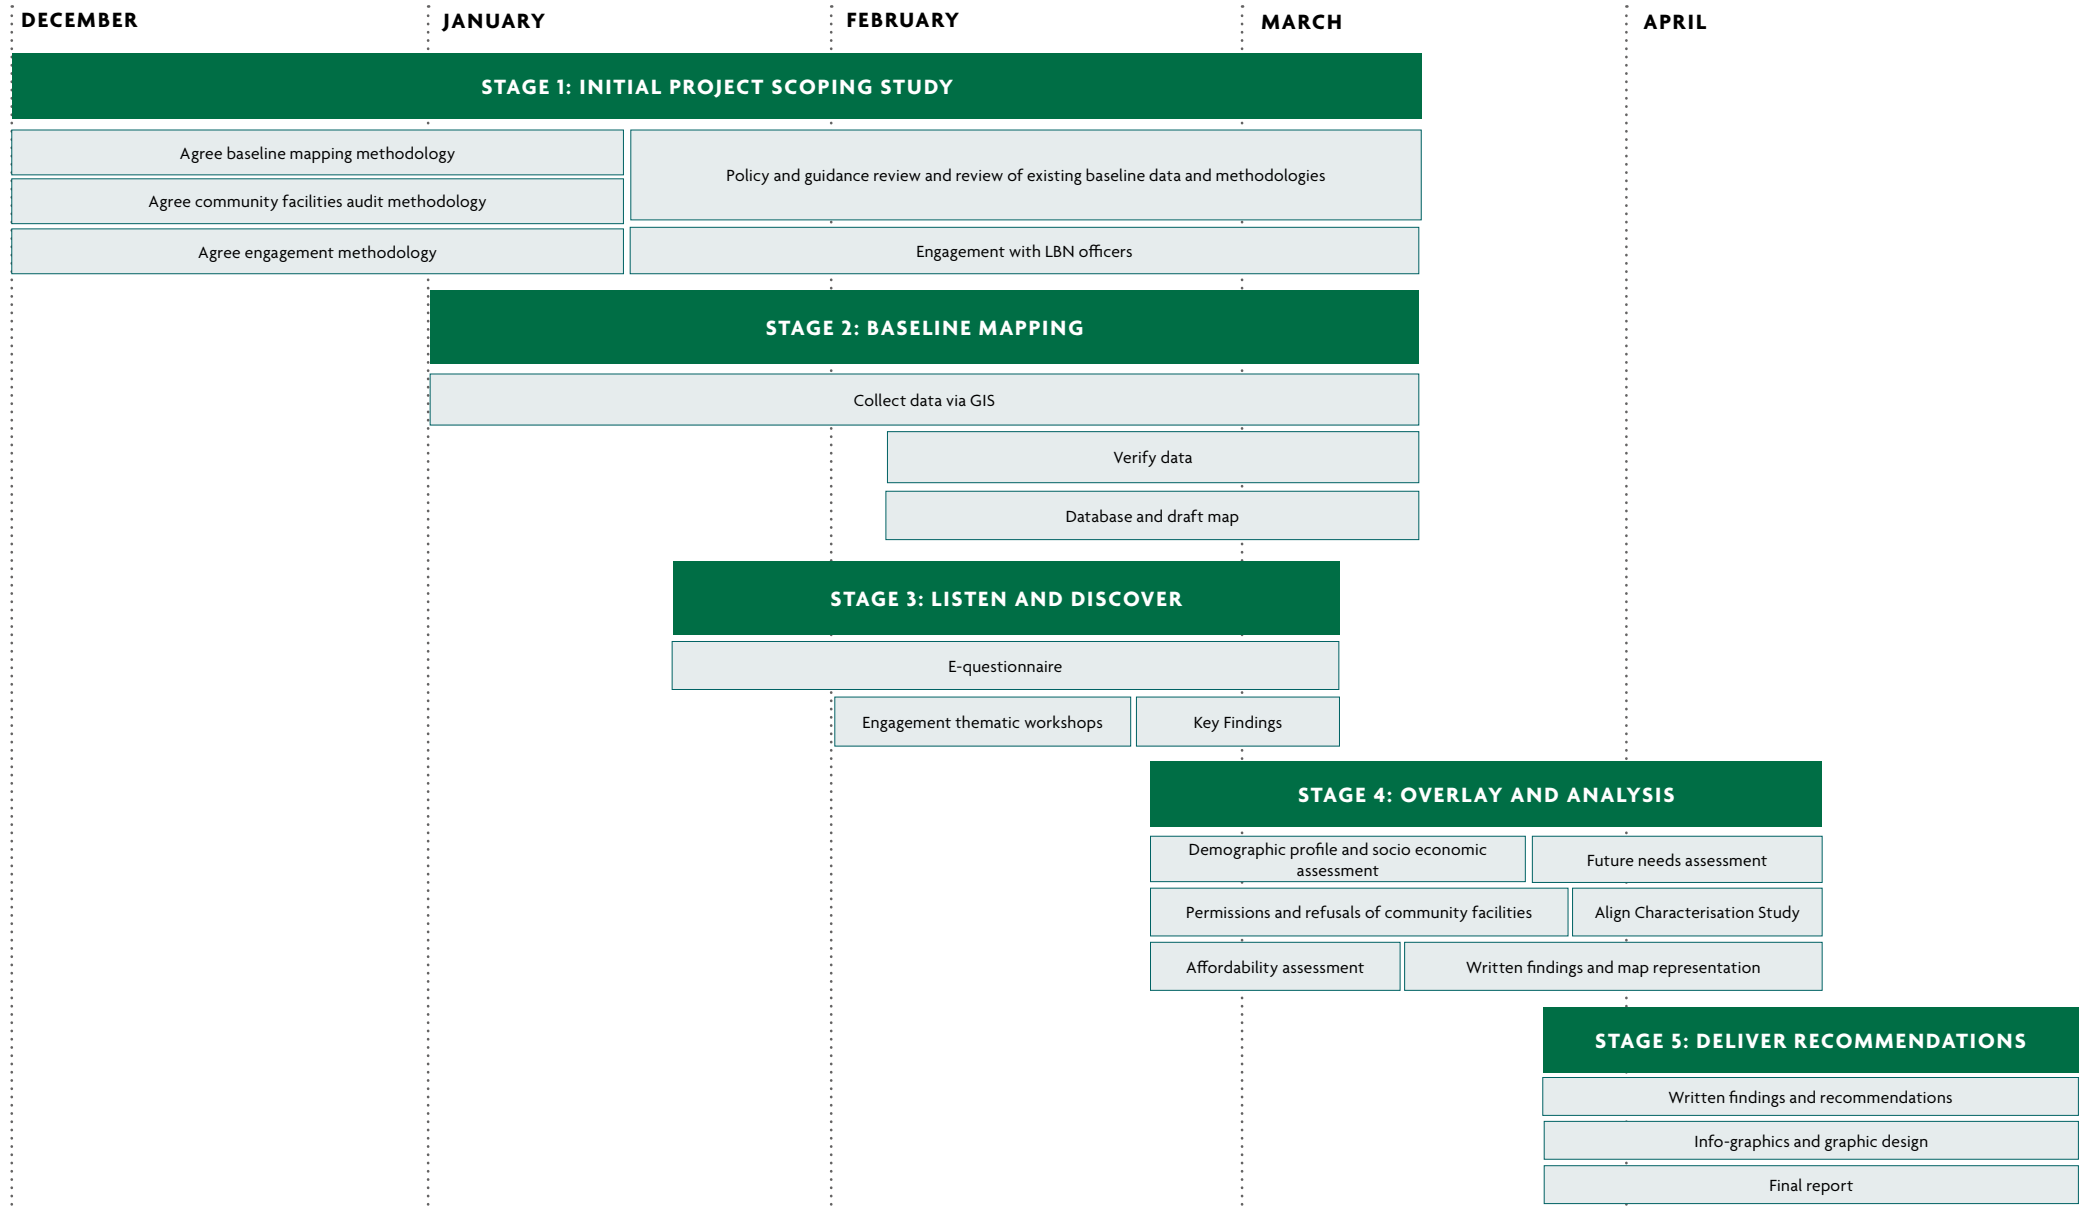 DECEMBER
JANUARY
FEBRUARY
MARCH
APRIL
STAGE 1: INITIAL PROJECT SCOPING STUDY
Agree baseline mapping methodology
Policy and guidance review and review of existing baseline data and methodologies
Agree community facilities audit methodology
Agree engagement methodology
Engagement with LBN officers
STAGE 2: BASELINE MAPPING
Collect data via GIS
Verify data
Database and draft map
STAGE 3: LISTEN AND DISCOVER
E-questionnaire
Engagement thematic workshops
Key Findings
STAGE 4: OVERLAY AND ANALYSIS
Demographic profile and socio economic
assessment
Future needs assessment
Permissions and refusals of community facilities
Align Characterisation Study
Affordability assessment
Written findings and map representation
STAGE 5: DELIVER RECOMMENDATIONS
Written findings and recommendations
Info-graphics and graphic design
Final report